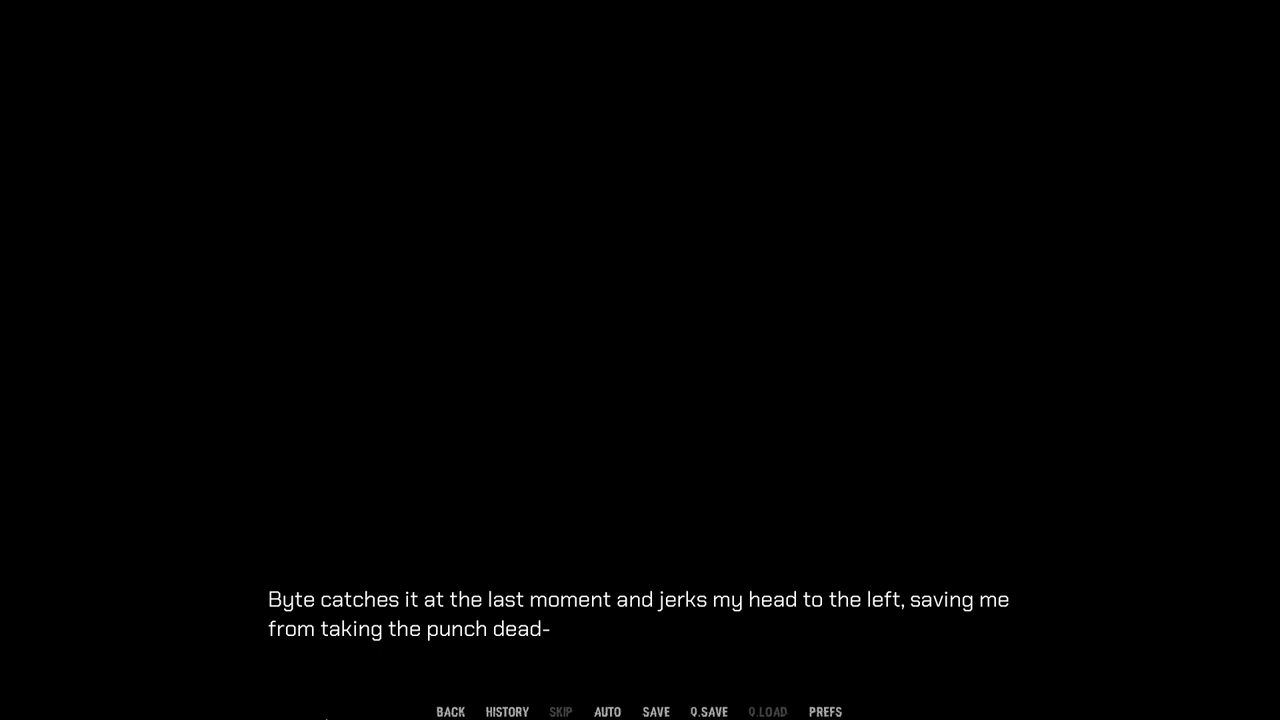 Byte catches it at the last moment and jerks my head to the left, saving me
from taking the punch dead-
BACK HISTORY SKIP AUTO SAVE Q.SAVE Q.LOAD PREFS